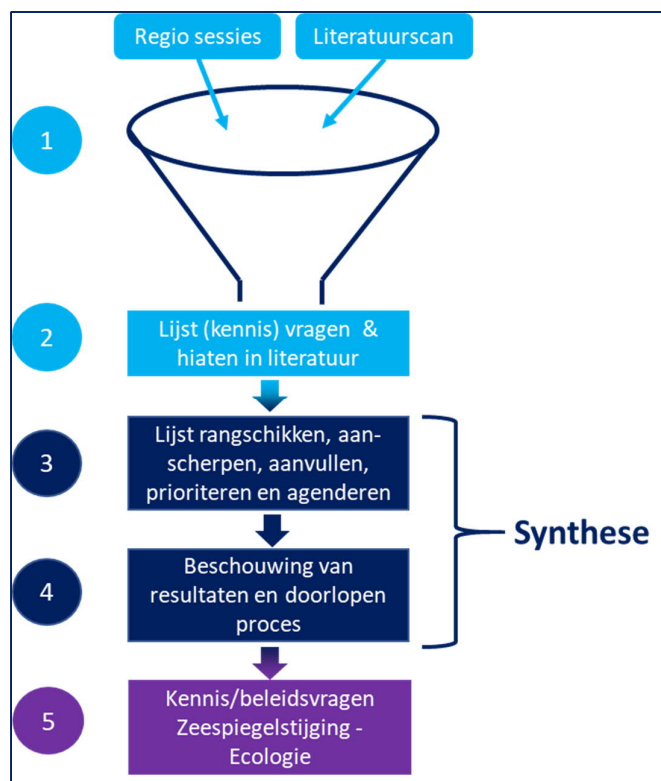 Regio sessies
Literatuurscan
1
2
Lijst (kennis) vragen &
hiaten in literatuur
3
Lijst rangschikken, aan-
scherpen, aanvullen,
prioriteren en agenderen
Synthese
4
Beschouwing van
resultaten en doorlopen
proces
5
Kennis/beleidsvragen
Zeespiegelstijging -
Ecologie